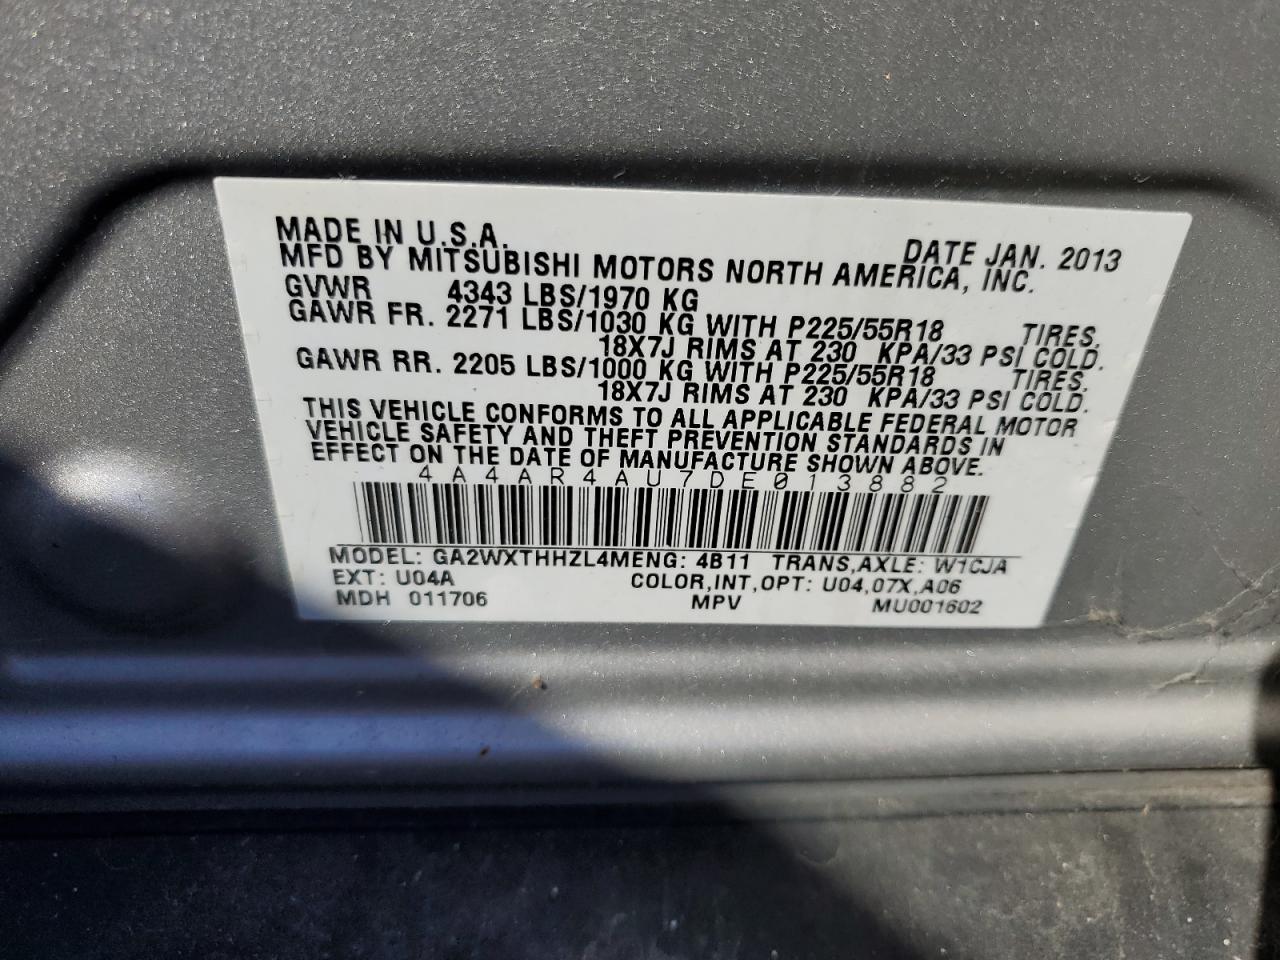 MADE IN U.S.A. DATE JAN. 2013
MFD BY MITSUBISHI MOTORS NORTH AMERICA, INC.
GVWR 4343 LBS/1970 KG
GAWR FR. 2271 LBS/1030 KG WITH P225/55R18 TIRES,
18X7J RIMS AT 230 KPA/33 PSI COLD.
GAWR RR. 2205 LBS/1000 KG WITH P225/55R18 TIRES,
18X7J RIMS AT 230 KPA/33 PSI COLD.
THIS VEHICLE CONFORMS TO ALL APPLICABLE FEDERAL MOTOR
VEHICLE SAFETY AND THEFT PREVENTION STANDARDS IN
EFFECT ON THE DATE OF MANUFACTURE SHOWN ABOVE.
4A4AR4AU7DE013882
MODEL: GA2WXTHHZL4MENG: 4B11 TRANS,AXLE: W1CJA
EXT: U04A COLOR,INT,OPT: U04,07X,A06
MDH 011706 MPV MU001602